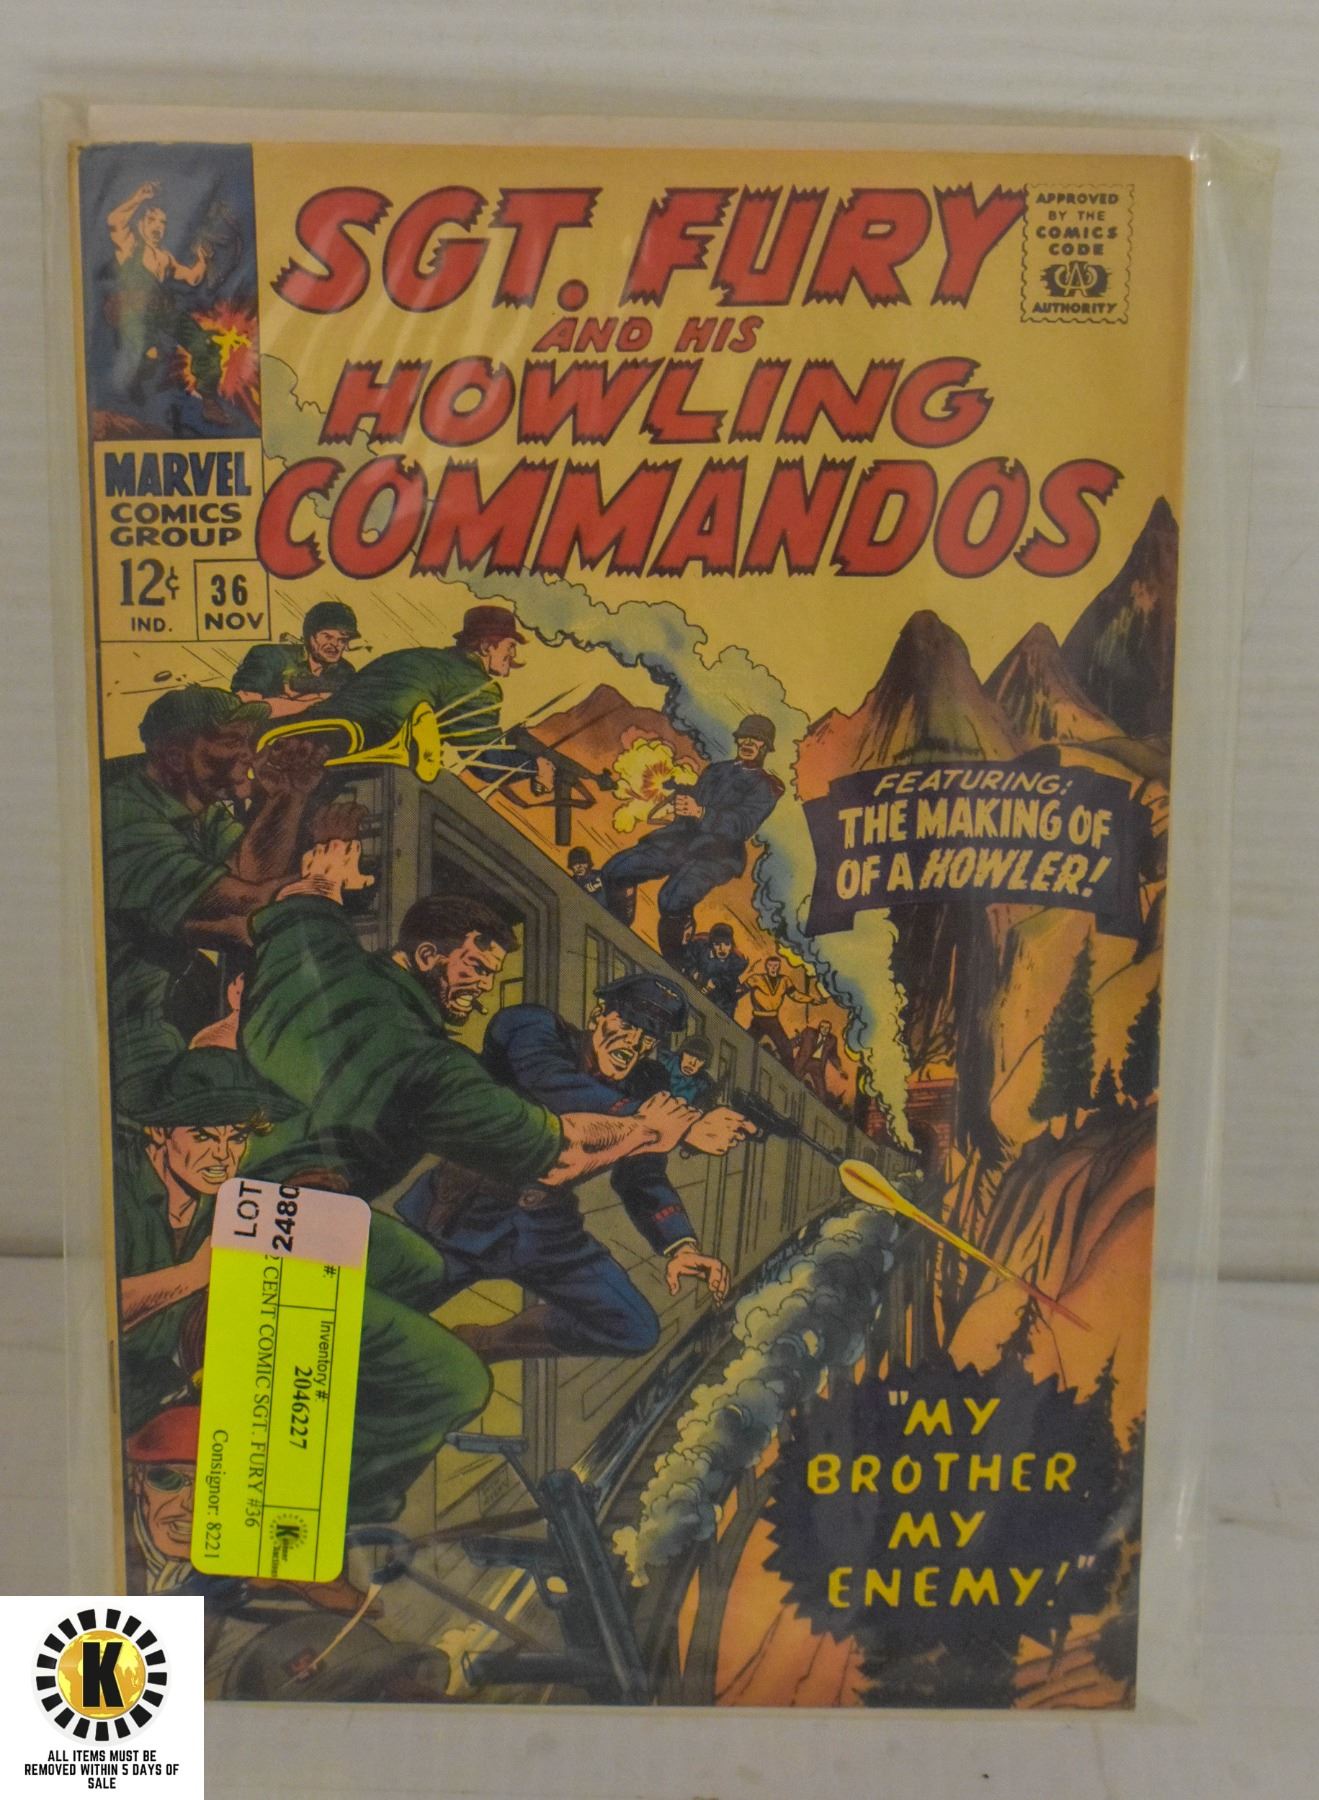 SGT. FURY
AND HIS
HOWLING
COMMANDOS
APPROVED
BY THE
COMICS
CODE
CA
AUTHORITY
MARVEL
COMICS
GROUP
12¢
IND.
36
NOV
FEATURING:
THE MAKING OF
OF A HOWLER!
"MY
BROTHER,
MY
ENEMY!"
LOT
2480
#:
Inventory #:
2046227
CENT COMIC SGT. FURY #36
Consignor: 8221
K
ALL ITEMS MUST BE
REMOVED WITHIN 5 DAYS OF
SALE